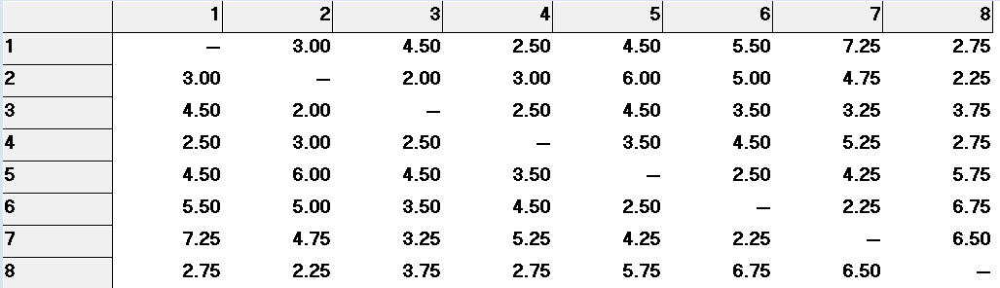 1 2 3 4 5 6 7 8
1 — 3.00 4.50 2.50 4.50 5.50 7.25 2.75
2 3.00 — 2.00 3.00 6.00 5.00 4.75 2.25
3 4.50 2.00 — 2.50 4.50 3.50 3.25 3.75
4 2.50 3.00 2.50 — 3.50 4.50 5.25 2.75
5 4.50 6.00 4.50 3.50 — 2.50 4.25 5.75
6 5.50 5.00 3.50 4.50 2.50 — 2.25 6.75
7 7.25 4.75 3.25 5.25 4.25 2.25 — 6.50
8 2.75 2.25 3.75 2.75 5.75 6.75 6.50 —